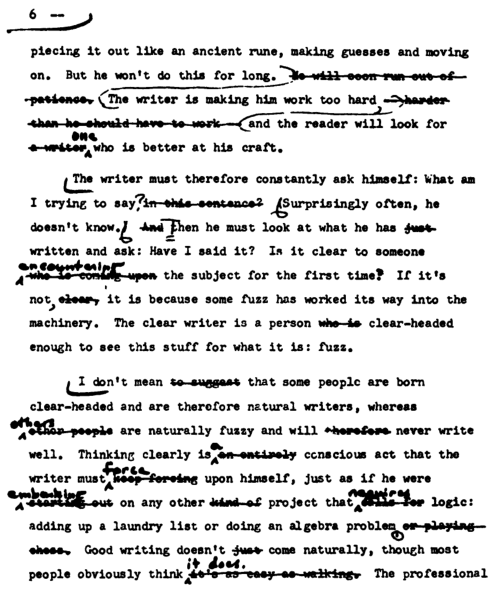 6 --
piecing it out like an ancient rune, making guesses and moving
on. But he won't do this for long. He will soon run out of
patience. The writer is making him work too hard -- harder
than he should have to work -- and the reader will look for
one
a writer who is better at his craft.
The writer must therefore constantly ask himself: What am
I trying to say? in this sentence? Surprisingly often, he
doesn't know. And Then he must look at what he has just
written and ask: Have I said it? Is it clear to someone
encountering
who is coming upon the subject for the first time? If it's
not, clear, it is because some fuzz has worked its way into the
machinery. The clear writer is a person who is clear-headed
enough to see this stuff for what it is: fuzz.
I don't mean to suggest that some people are born
clear-headed and are therefore natural writers, whereas
others
other people are naturally fuzzy and will therefore never write
a
well. Thinking clearly is an entirely conscious act that the
force
writer must keep forcing upon himself, just as if he were
embarking requires
starting out on any other kind of project that calls for logic:
adding up a laundry list or doing an algebra problem or playing
chess. Good writing doesn't just come naturally, though most
it does.
people obviously think it's as easy as walking. The professional